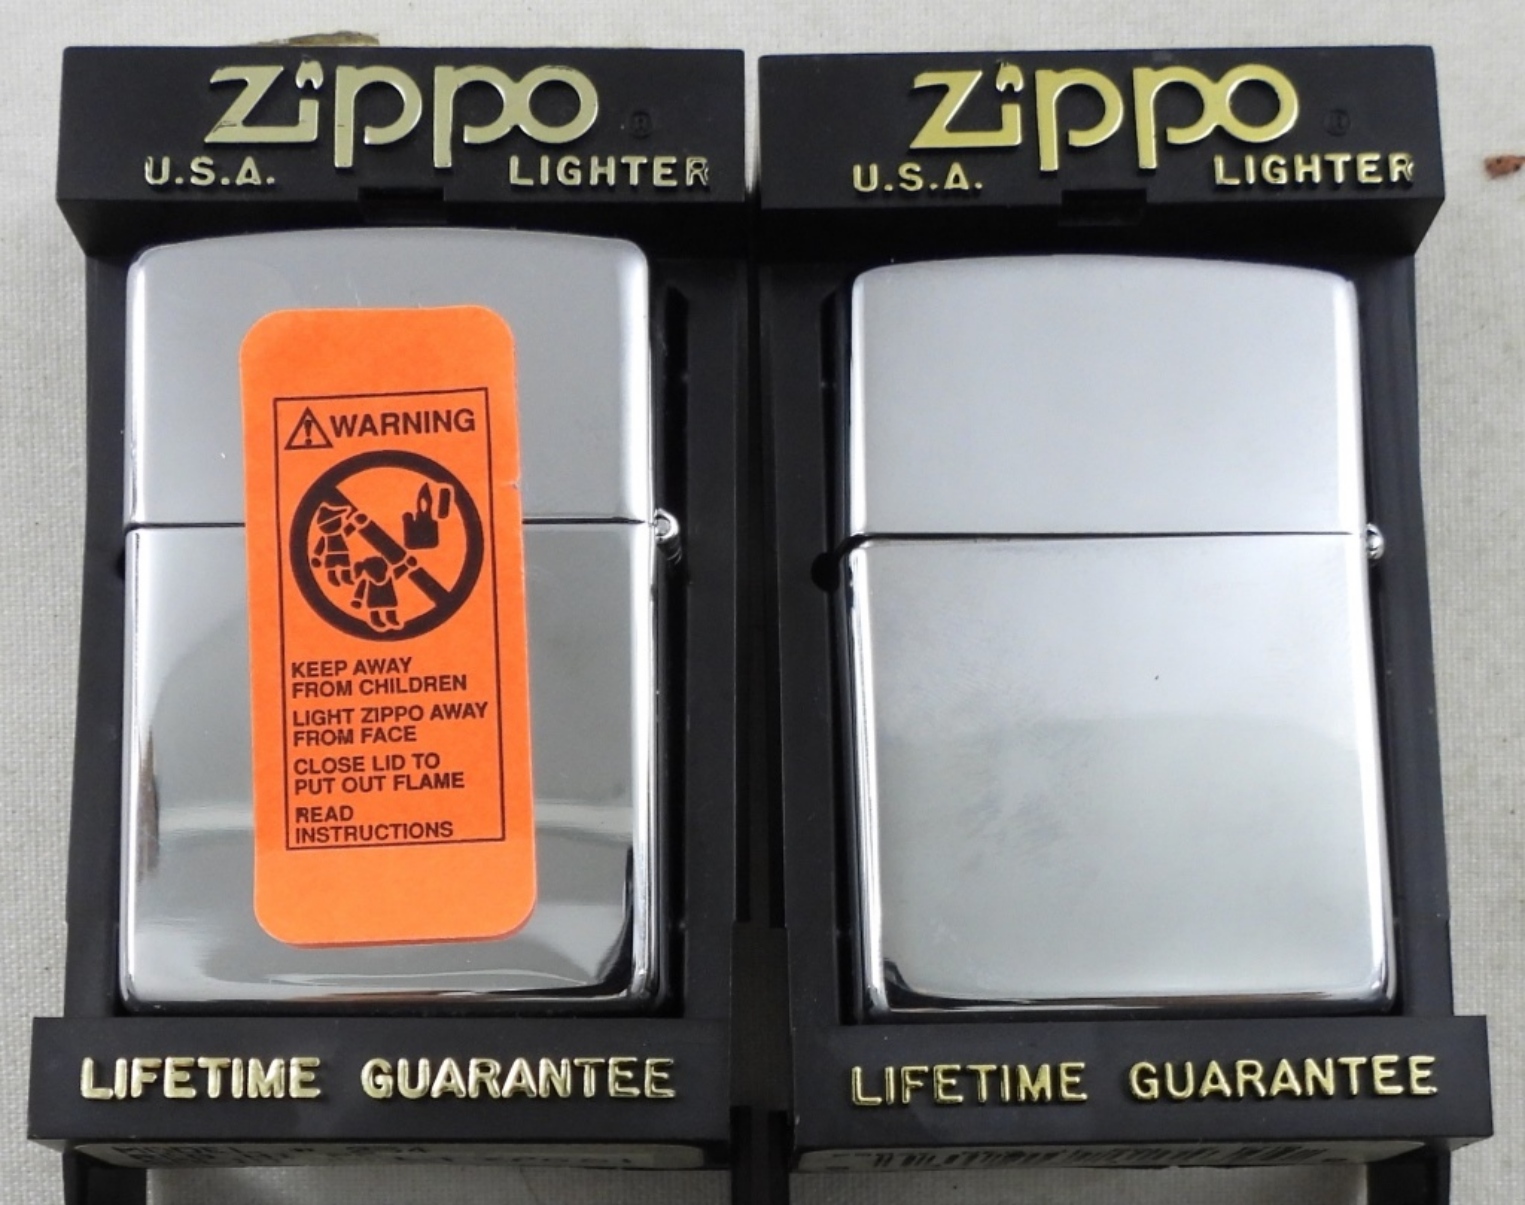 Zippo ®
U.S.A. LIGHTER
WARNING
KEEP AWAY
FROM CHILDREN
LIGHT ZIPPO AWAY
FROM FACE
CLOSE LID TO
PUT OUT FLAME
READ
INSTRUCTIONS
LIFETIME GUARANTEE
Zippo ®
U.S.A. LIGHTER
LIFETIME GUARANTEE